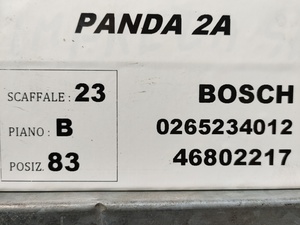 PANDA 2A
SCAFFALE : 23
PIANO : B
POSIZ. 83
BOSCH
0265234012
46802217